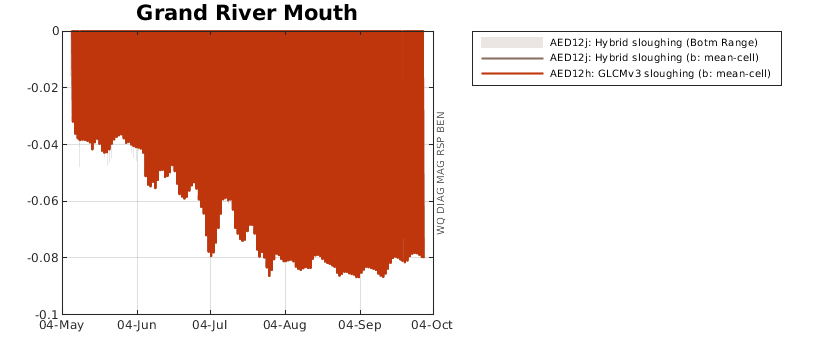 Grand River Mouth
0
-0.02
-0.04
-0.06
-0.08
-0.1
04-May
04-Jun
04-Jul
04-Aug
04-Sep
04-Oct
WQ DIAG MAG RSP BEN
AED12j: Hybrid sloughing (Botm Range)
AED12j: Hybrid sloughing (b: mean-cell)
AED12h: GLCMv3 sloughing (b: mean-cell)